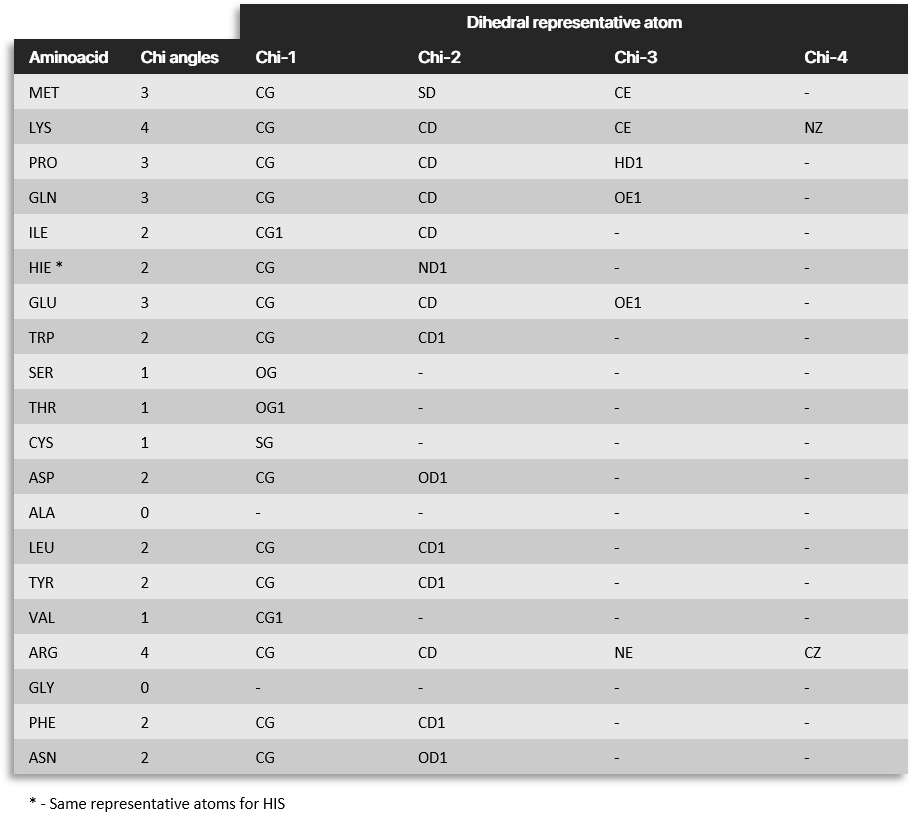 Dihedral representative atom
Aminoacid Chi angles Chi-1 Chi-2 Chi-3 Chi-4
MET 3 CG SD CE -
LYS 4 CG CD CE NZ
PRO 3 CG CD HD1 -
GLN 3 CG CD OE1 -
ILE 2 CG1 CD - -
HIE * 2 CG ND1 - -
GLU 3 CG CD OE1 -
TRP 2 CG CD1 - -
SER 1 OG - - -
THR 1 OG1 - - -
CYS 1 SG - - -
ASP 2 CG OD1 - -
ALA 0 - - - -
LEU 2 CG CD1 - -
TYR 2 CG CD1 - -
VAL 1 CG1 - - -
ARG 4 CG CD NE CZ
GLY 0 - - - -
PHE 2 CG CD1 - -
ASN 2 CG OD1 - -
* - Same representative atoms for HIS